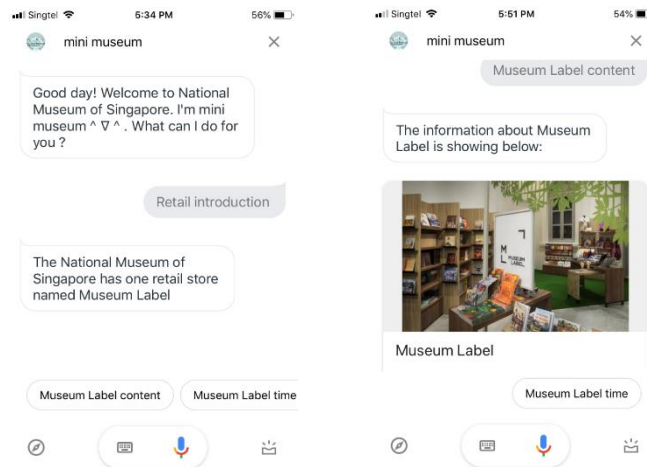 Singtel 5:34 PM 56%
mini museum
Good day! Welcome to National
Museum of Singapore. I'm mini
museum ^ ∇ ^ . What can I do for
you ?
Retail introduction
The National Museum of
Singapore has one retail store
named Museum Label
Museum Label content
Museum Label time
Singtel 5:51 PM 54%
mini museum
Museum Label content
The information about Museum
Label is showing below:
M
L
MUSEUM
LABEL
Museum Label
Museum Label time